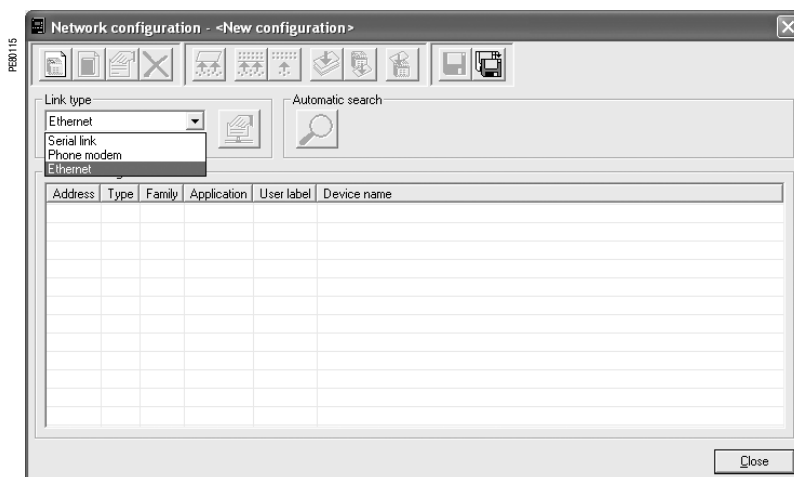 PE80115
Network configuration - <New configuration>
Link type
Automatic search
Ethernet
Serial link
Phone modem
Ethernet
Address Type Family Application User label Device name
Close